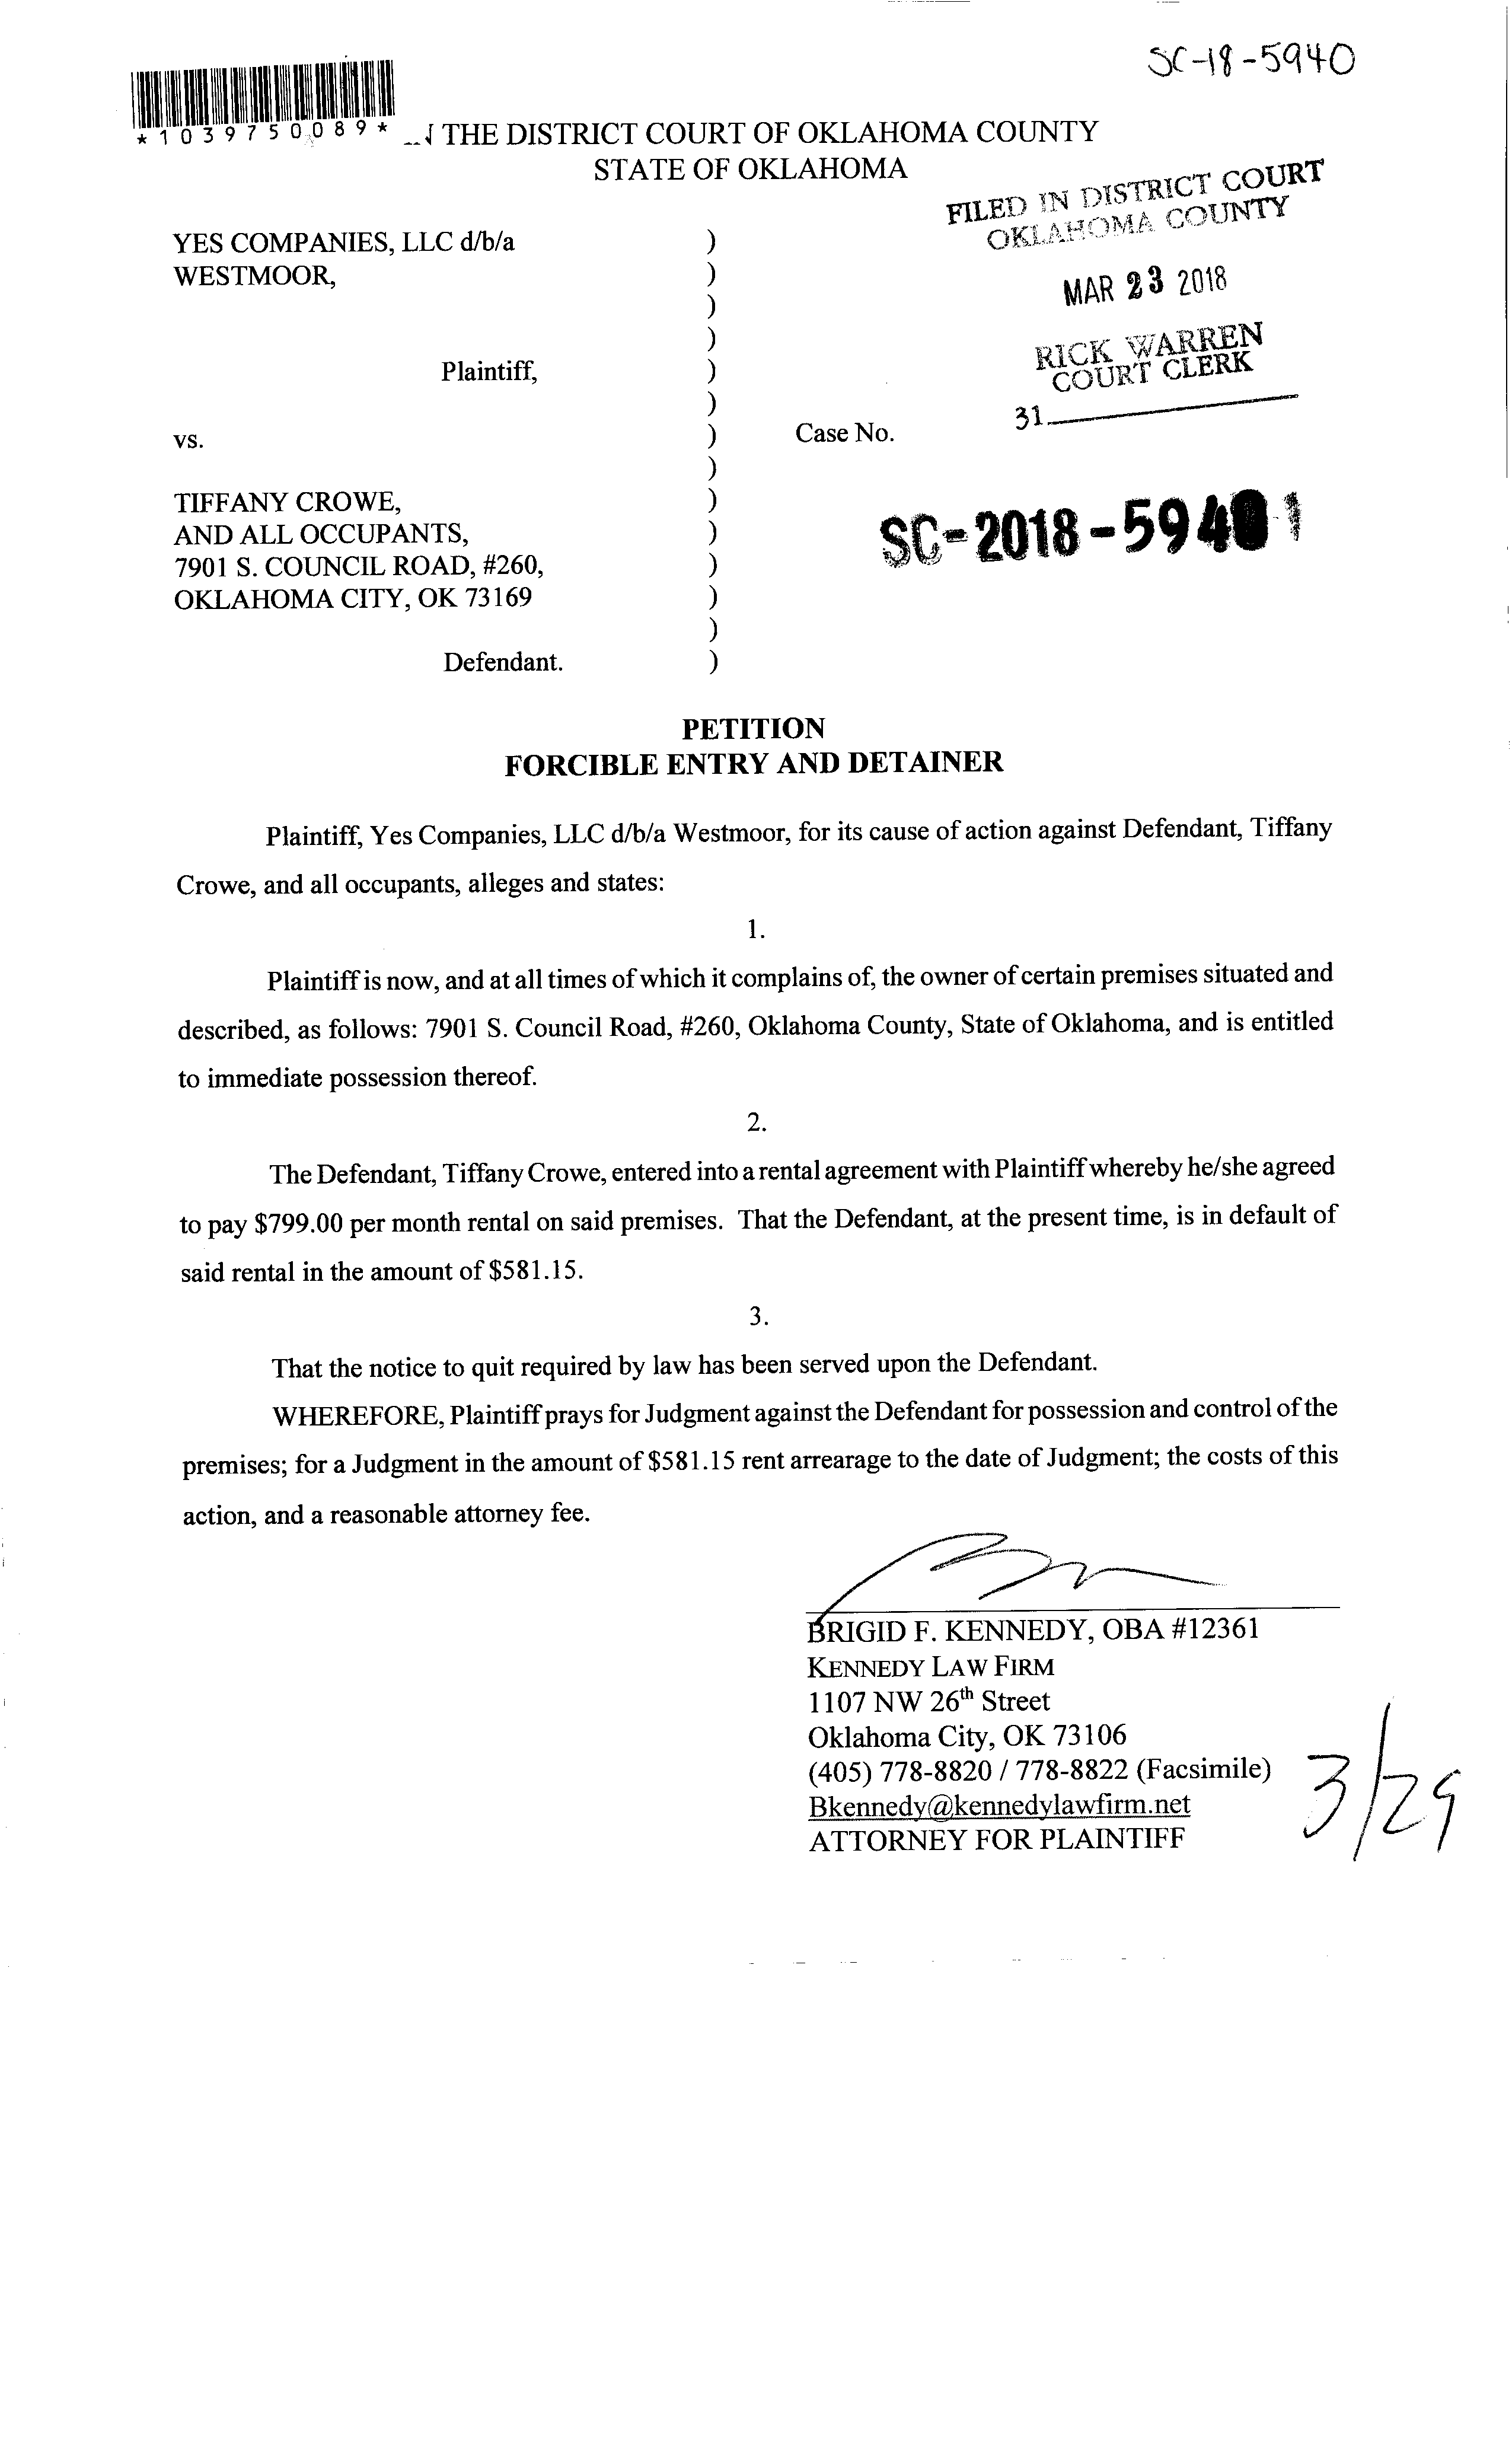 SC-18-5940
*1039750089*
THE DISTRICT COURT OF OKLAHOMA COUNTY
STATE OF OKLAHOMA
FILED IN DISTRICT COURT
OKLAHOMA COUNTY
MAR 23 2018
RICK WARREN
COURT CLERK
31
YES COMPANIES, LLC d/b/a )
WESTMOOR, )
)
)
Plaintiff, )
)
vs. ) Case No.
)
TIFFANY CROWE, )
AND ALL OCCUPANTS, )
7901 S. COUNCIL ROAD, #260, )
OKLAHOMA CITY, OK 73169 )
)
Defendant. )
PETITION
FORCIBLE ENTRY AND DETAINER
Plaintiff, Yes Companies, LLC d/b/a Westmoor, for its cause of action against Defendant, Tiffany
Crowe, and all occupants, alleges and states:
1.
Plaintiff is now, and at all times of which it complains of, the owner of certain premises situated and
described, as follows: 7901 S. Council Road, #260, Oklahoma County, State of Oklahoma, and is entitled
to immediate possession thereof.
2.
The Defendant, Tiffany Crowe, entered into a rental agreement with Plaintiff whereby he/she agreed
to pay $799.00 per month rental on said premises. That the Defendant, at the present time, is in default of
said rental in the amount of $581.15.
3.
That the notice to quit required by law has been served upon the Defendant.
WHEREFORE, Plaintiff prays for Judgment against the Defendant for possession and control of the
premises; for a Judgment in the amount of $581.15 rent arrearage to the date of Judgment; the costs of this
action, and a reasonable attorney fee.
BRIGID F. KENNEDY, OBA #12361
KENNEDY LAW FIRM
1107 NW 26th Street
Oklahoma City, OK 73106
(405) 778-8820 / 778-8822 (Facsimile)
Bkennedy@kennedylawfirm.net
ATTORNEY FOR PLAINTIFF
3/29